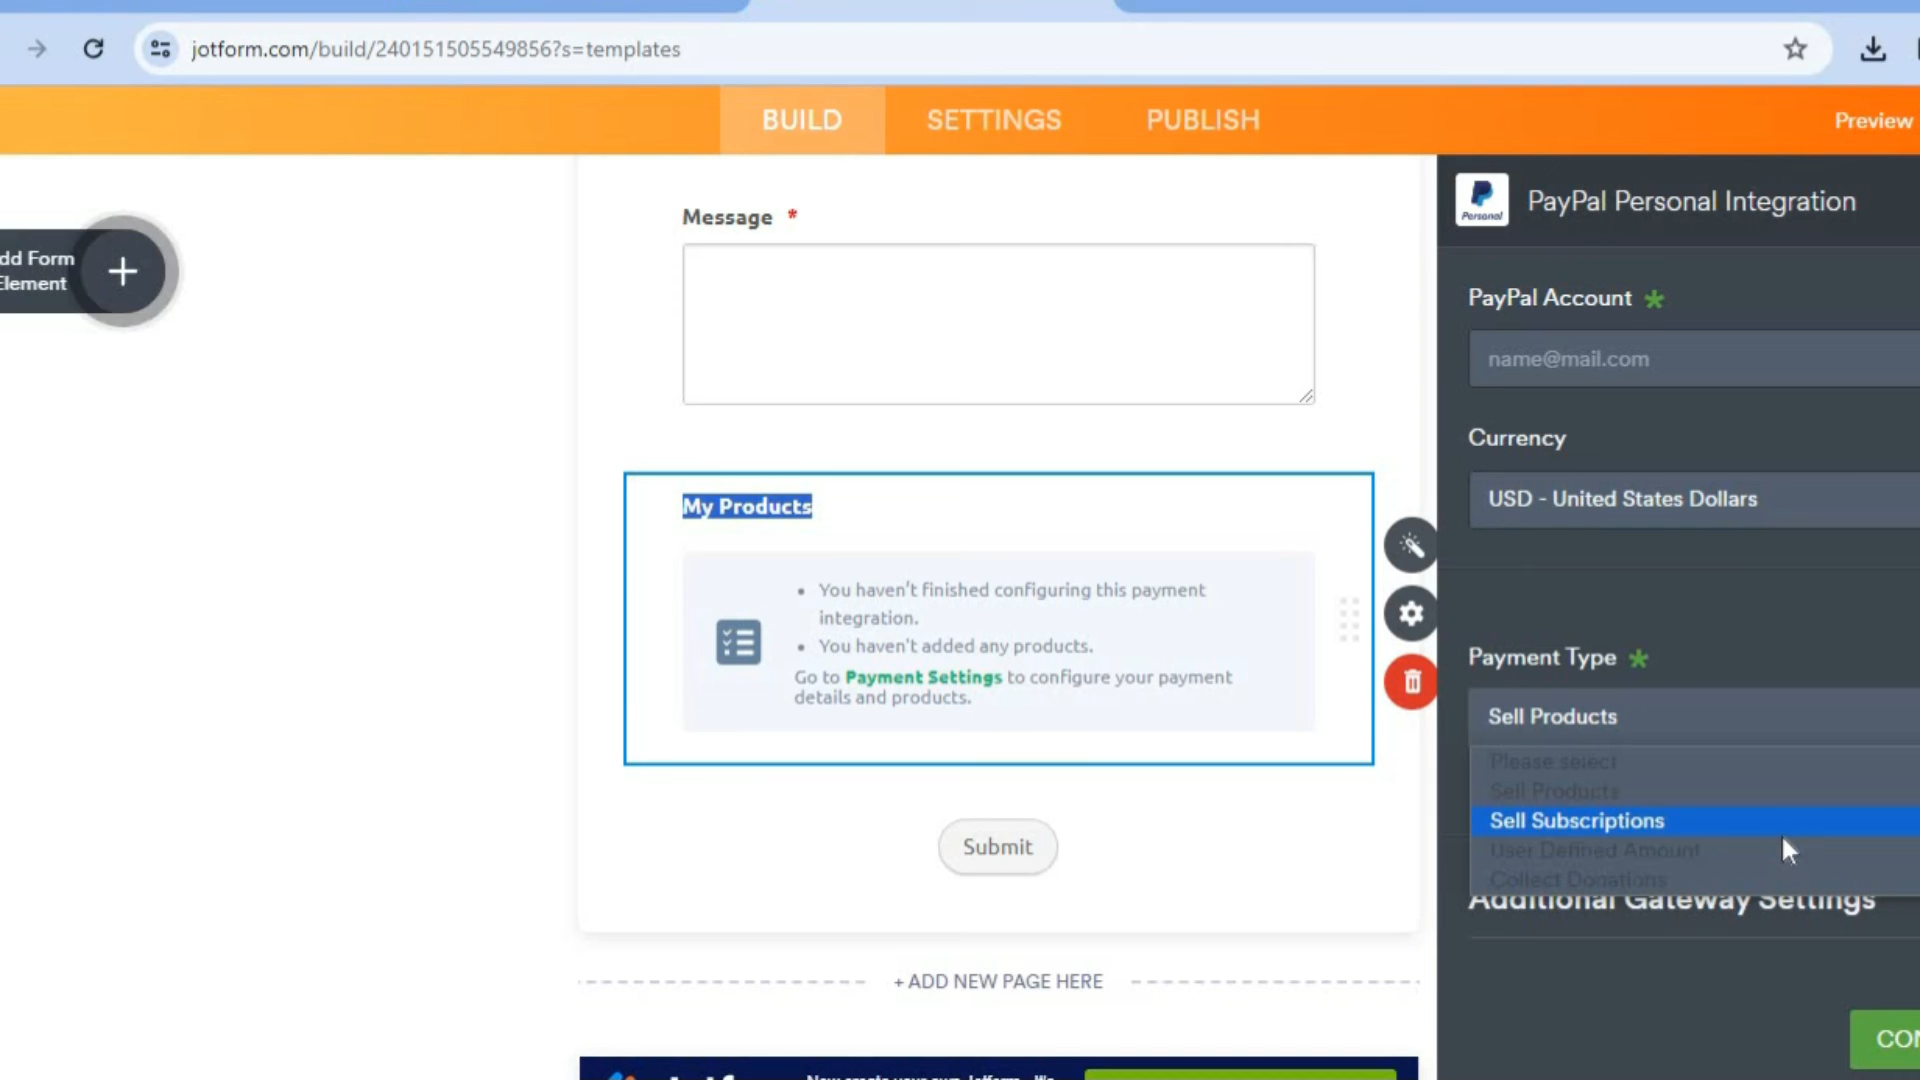 jotform.com/build/240151505549856?s=templates
BUILD
SETTINGS
PUBLISH
Preview
dd Form
Element
Message *
My Products
• You haven't finished configuring this payment
integration.
• You haven't added any products.
Go to Payment Settings to configure your payment
details and products.
Submit
+ ADD NEW PAGE HERE
Personal
PayPal Personal Integration
PayPal Account *
name@mail.com
Currency
USD - United States Dollars
Payment Type *
Sell Products
Please select
Sell Products
Sell Subscriptions
User Defined Amount
Collect Donations
Additional Gateway Settings